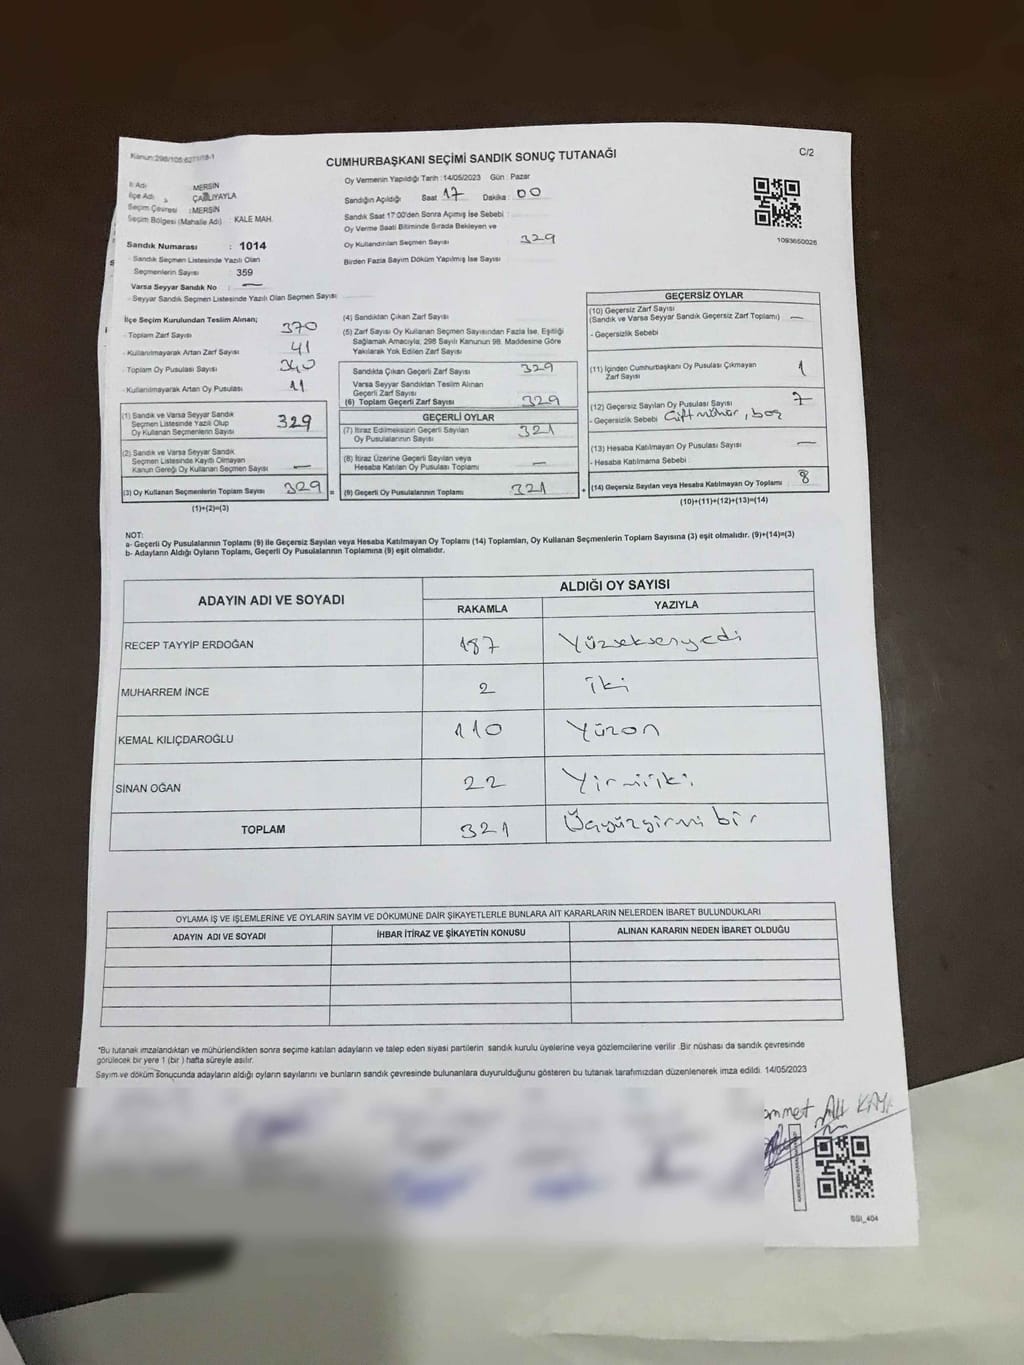 Kanun:298/105
CUMHURBAŞKANI SEÇİMİ SANDIK SONUÇ TUTANAĞI
C/2
İl Adı MERSİN
İlçe Adı ÇAMLIYAYLA
Seçim Çevresi : MERSİN
Seçim Bölgesi (Mahalle Adı) : KALE MAH.
Sandık Numarası : 1014
- Sandık Seçmen Listesinde Yazılı Olan
Seçmenlerin Sayısı : 359
Varsa Seyyar Sandık No : —
- Seyyar Sandık Seçmen Listesinde Yazılı Olan Seçmen Sayısı
Oy Vermenin Yapıldığı Tarih : 14/05/2023 Gün : Pazar
Sandığın Açıldığı Saat 17 Dakika : 00
Sandık Saat 17:00'den Sonra Açımış İse Sebebi :
Oy Verme Saati Bitiminde Sırada Bekleyen ve
Oy Kullandırılan Seçmen Sayısı 329
Birden Fazla Sayım Döküm Yapılmış İse Sayısı
1093650026
İlçe Seçim Kurulundan Teslim Alınan;
- Toplam Zarf Sayısı 370
- Kullanılmayarak Artan Zarf Sayısı 41
- Toplam Oy Pusulası Sayısı 340
- Kullanılmayarak Artan Oy Pusulası 11
(1) Sandık ve Varsa Seyyar Sandık
Seçmen Listesinde Yazılı Olup
Oy Kullanan Seçmenlerin Sayısı 329
(2) Sandık ve Varsa Seyyar Sandık
Seçmen Listesinde Kayıtlı Olmayan
Kanun Gereği Oy Kullanan Seçmen Sayısı —
(3) Oy Kullanan Seçmenlerin Toplam Sayısı 329 =
(1)+(2)=(3)
(4) Sandıktan Çıkan Zarf Sayısı
(5) Zarf Sayısı Oy Kullanan Seçmen Sayısından Fazla İse, Eşitliği
Sağlamak Amacıyla, 298 Sayılı Kanunun 98. Maddesine Göre
Yakılarak Yok Edilen Zarf Sayısı
Sandıkta Çıkan Geçerli Zarf Sayısı 329
Varsa Seyyar Sandıktan Teslim Alınan
Geçerli Zarf Sayısı
(6) Toplam Geçerli Zarf Sayısı 329
GEÇERLİ OYLAR
(7) İtiraz Edilmeksizin Geçerli Sayılan
Oy Pusulalarının Sayısı 321
(8) İtiraz Üzerine Geçerli Sayılan veya
Hesaba Katılan Oy Pusulası Toplamı —
(9) Geçerli Oy Pusulalarının Toplamı 321 +
GEÇERSİZ OYLAR
(10) Geçersiz Zarf Sayısı
(Sandık ve Varsa Seyyar Sandık Geçersiz Zarf Toplamı) —
- Geçersizlik Sebebi
(11) İçinden Cumhurbaşkanı Oy Pusulası Çıkmayan
Zarf Sayısı 1
(12) Geçersiz Sayılan Oy Pusulası Sayısı 7
- Geçersizlik Sebebi Çift mühür, boş
(13) Hesaba Katılmayan Oy Pusulası Sayısı —
- Hesaba Katılmama Sebebi
(14) Geçersiz Sayılan veya Hesaba Katılmayan Oy Toplamı 8
(10)+(11)+(12)+(13)=(14)
NOT:
a- Geçerli Oy Pusulalarının Toplamı (9) ile Geçersiz Sayılan veya Hesaba Katılmayan Oy Toplamı (14) Toplamları, Oy Kullanan Seçmenlerin Toplam Sayısına (3) eşit olmalıdır. (9)+(14)=(3)
b- Adayların Aldığı Oyların Toplamı, Geçerli Oy Pusulalarının Toplamına (9) eşit olmalıdır.
ADAYIN ADI VE SOYADI
ALDIĞI OY SAYISI
RAKAMLA YAZIYLA
RECEP TAYYİP ERDOĞAN 187 Yüzseksenyedi
MUHARREM İNCE 2 iki
KEMAL KILIÇDAROĞLU 110 Yüzon
SİNAN OĞAN 22 Yirmiiki
TOPLAM 321 Üçyüzyirmi bir
OYLAMA İŞ VE İŞLEMLERİNE VE OYLARIN SAYIM VE DÖKÜMÜNE DAİR ŞİKAYETLERLE BUNLARA AİT KARARLARIN NELERDEN İBARET BULUNDUKLARI
ADAYIN ADI VE SOYADI İHBAR İTİRAZ VE ŞİKAYETİN KONUSU ALINAN KARARIN NEDEN İBARET OLDUĞU
*Bu tutanak imzalandıktan ve mühürlendikten sonra seçime katılan adayların ve talep eden siyasi partilerin sandık kurulu üyelerine veya gözlemcilerine verilir .Bir nüshası da sandık çevresinde
görülecek bir yere 1 (bir ) hafta süreyle asılır.
Sayım ve döküm sonucunda adayların aldığı oyların sayılarını ve bunların sandık çevresinde bulunanlara duyurulduğunu gösteren bu tutanak tarafımızdan düzenlenerek imza edildi. 14/05/2023
ommet Ali KAYA
SSI_404